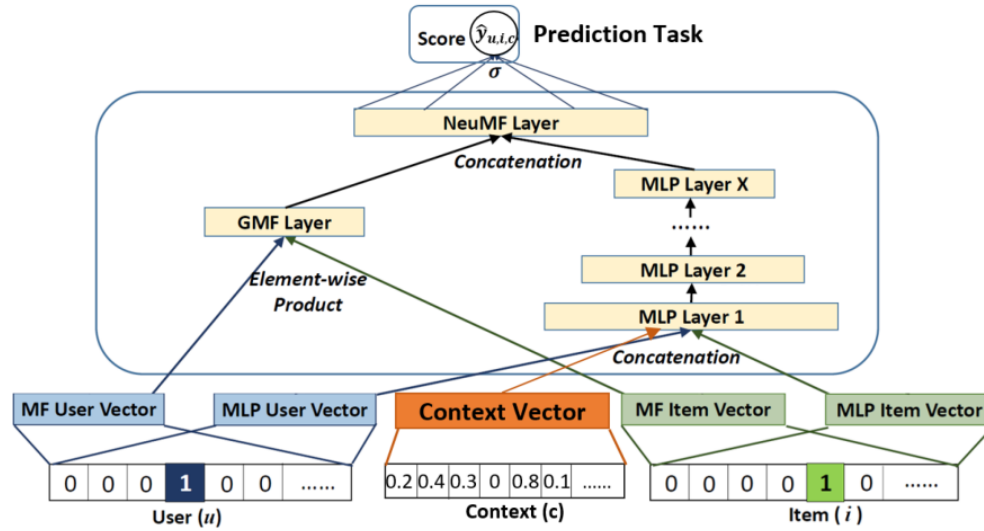 Score ŷu,i,c Prediction Task
σ
NeuMF Layer
Concatenation
MLP Layer X
......
GMF Layer
MLP Layer 2
Element-wise
Product
MLP Layer 1
Concatenation
MF User Vector MLP User Vector Context Vector MF Item Vector MLP Item Vector
0 0 0 1 0 0 ...... 0.2 0.4 0.3 0 0.8 0.1 ...... 0 0 0 0 1 0 ......
User (u) Context (c) Item ( i )